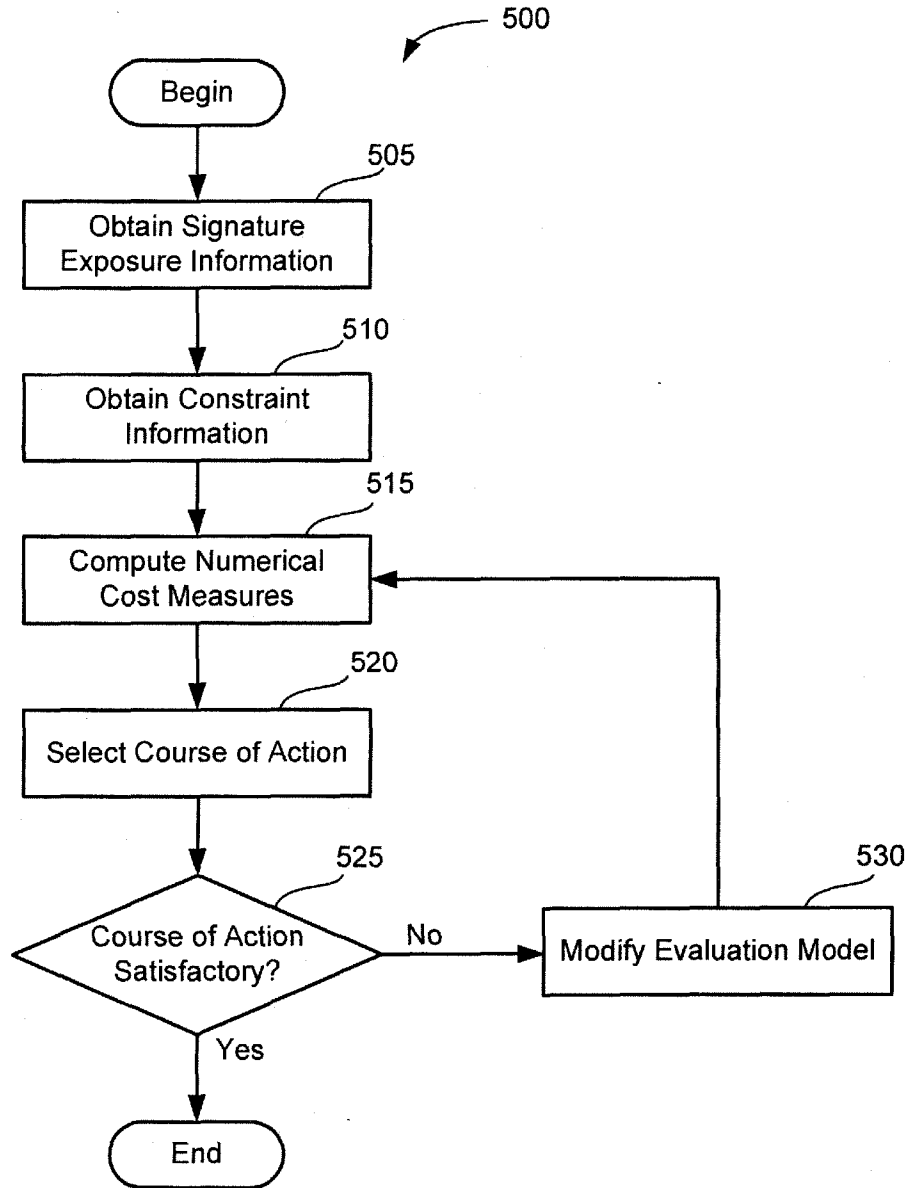 500
Begin
505
Obtain Signature
Exposure Information
510
Obtain Constraint
Information
515
Compute Numerical
Cost Measures
520
Select Course of Action
525
530
Course of Action
Satisfactory?
No
Modify Evaluation Model
Yes
End